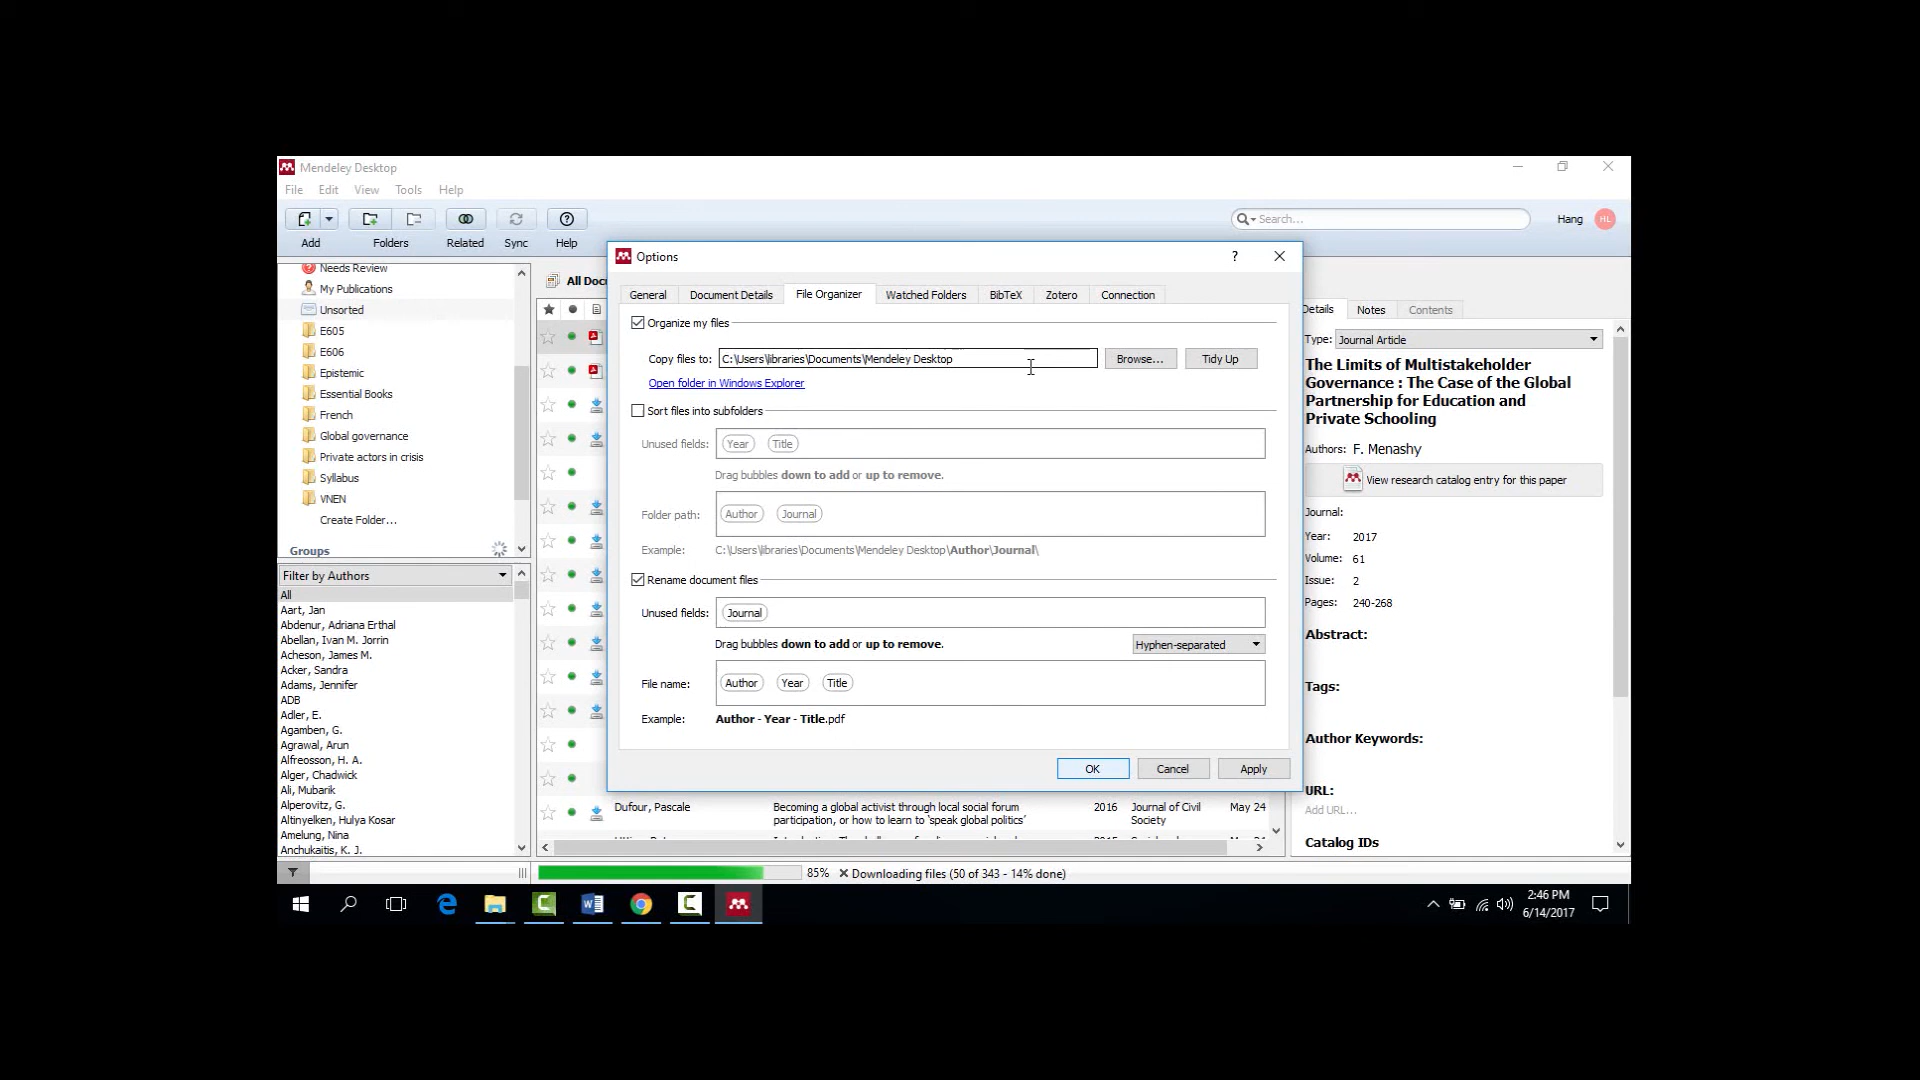 Mendeley Desktop
File Edit View Tools Help
Search...
Hang HL
Add Folders Related Sync Help
Needs Review
My Publications
Unsorted
E605
E606
Epistemic
Essential Books
French
Global governance
Private actors in crisis
Syllabus
VNEN
Create Folder...
Groups
Filter by Authors
All
Aart, Jan
Abdenur, Adriana Erthal
Abellan, Ivan M. Jorrin
Acheson, James M.
Acker, Sandra
Adams, Jennifer
ADB
Adler, E.
Agamben, G.
Agrawal, Arun
Alfreosson, H. A.
Alger, Chadwick
Ali, Mubarik
Alperovitz, G.
Altinyelken, Hulya Kosar
Amelung, Nina
Anchukaitis, K. J.
All Docu
Options ?
General Document Details File Organizer Watched Folders BibTeX Zotero Connection
Organize my files
Copy files to: C:\Users\libraries\Documents\Mendeley Desktop Browse... Tidy Up
Open folder in Windows Explorer
Sort files into subfolders
Unused fields: Year Title
Drag bubbles down to add or up to remove.
Folder path: Author Journal
Example: C:\Users\libraries\Documents\Mendeley Desktop\Author\Journal\
Rename document files
Unused fields: Journal
Drag bubbles down to add or up to remove. Hyphen-separated
File name: Author Year Title
Example: Author - Year - Title.pdf
OK Cancel Apply
Dufour, Pascale Becoming a global activist through local social forum 2016 Journal of Civil May 24
participation, or how to learn to ‘speak global politics’ Society
Details Notes Contents
Type: Journal Article
The Limits of Multistakeholder
Governance : The Case of the Global
Partnership for Education and
Private Schooling
Authors: F. Menashy
View research catalog entry for this paper
Journal:
Year: 2017
Volume: 61
Issue: 2
Pages: 240-268
Abstract:
Tags:
Author Keywords:
URL:
Add URL...
Catalog IDs
85% Downloading files (50 of 343 - 14% done)
2:46 PM
6/14/2017